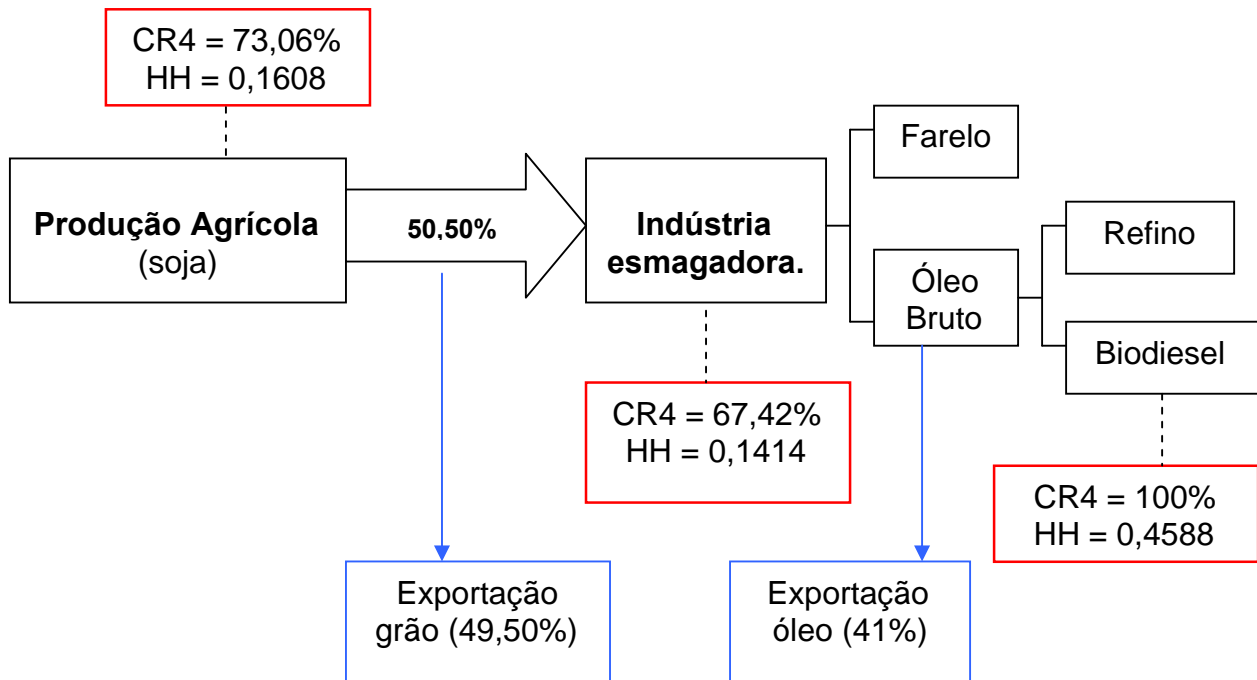 CR4 = 73,06%
HH = 0,1608
Produção Agrícola
(soja)
50,50%
Indústria
esmagadora.
Farelo
Óleo
Bruto
Refino
Biodiesel
CR4 = 67,42%
HH = 0,1414
CR4 = 100%
HH = 0,4588
Exportação
grão (49,50%)
Exportação
óleo (41%)